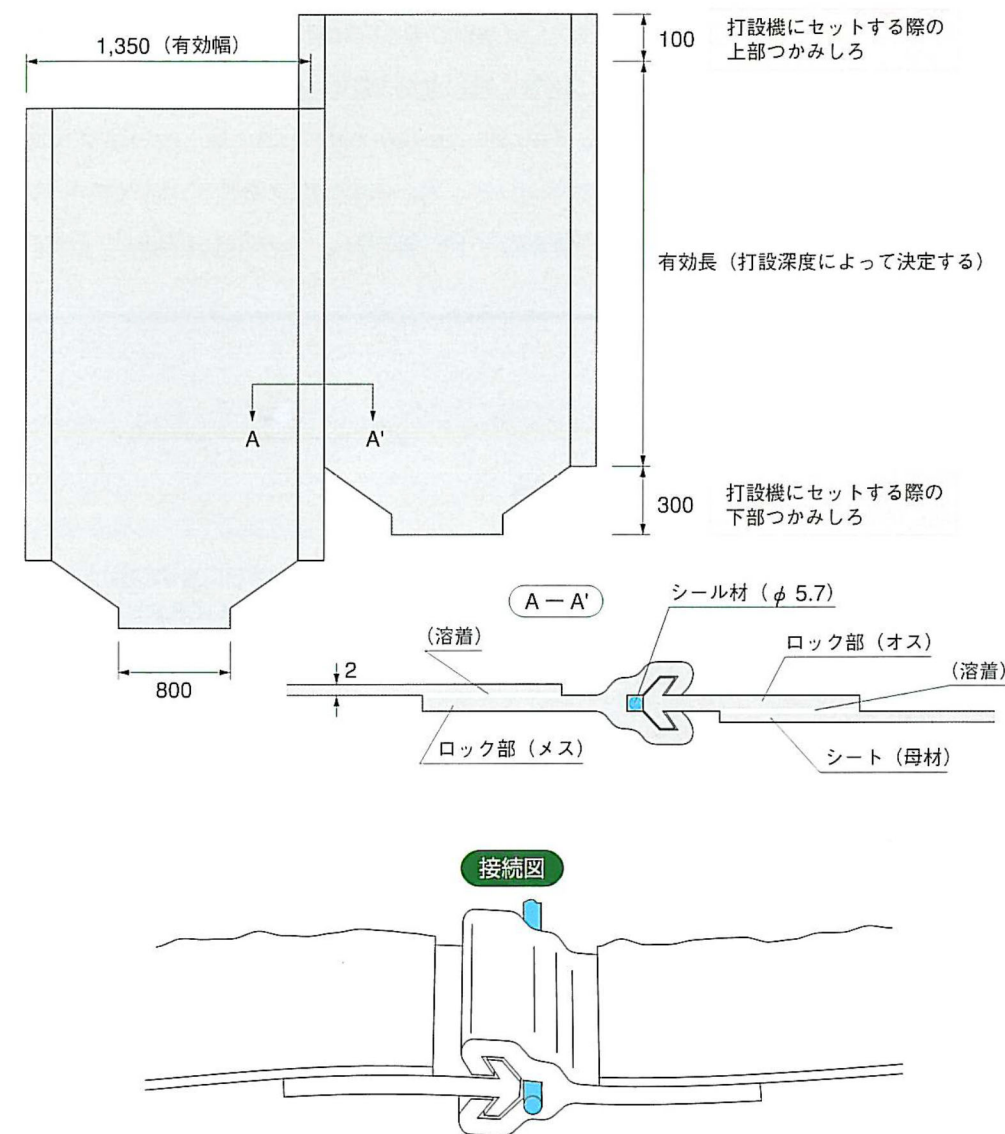 1,350（有効幅）
100
打設機にセットする際の
上部つかみしろ
有効長（打設深度によって決定する）
A
A'
300
打設機にセットする際の
下部つかみしろ
800
A — A'
シール材（φ 5.7）
(溶着)
ロック部（オス）
(溶着)
2
ロック部（メス）
シート（母材）
接続図